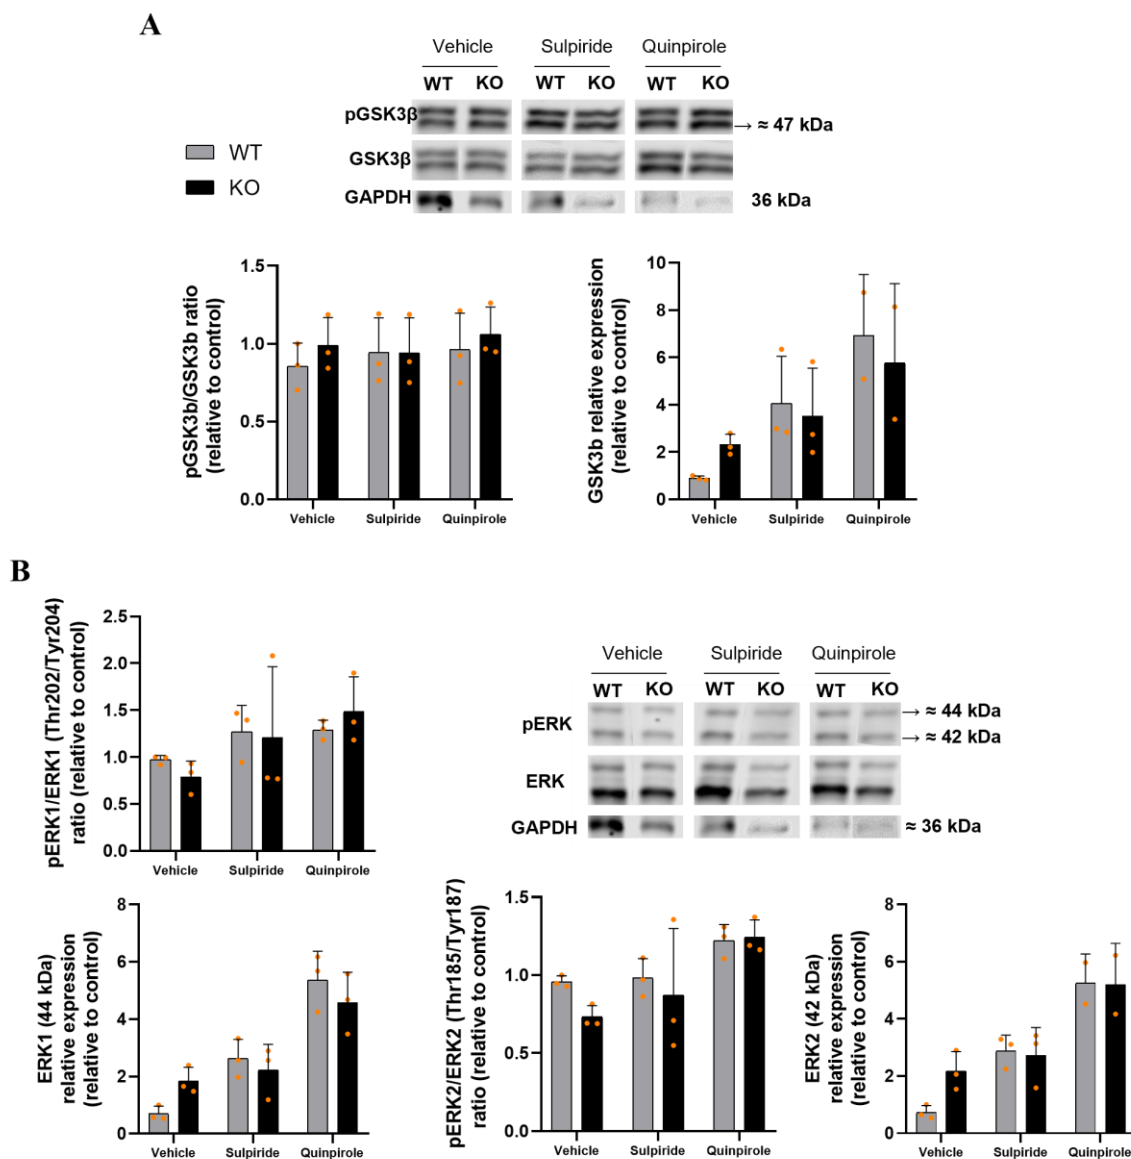 A
Vehicle Sulpiride Quinpirole
WT KO WT KO WT KO
pGSK3β
→ ≈ 47 kDa
GSK3β
GAPDH
36 kDa
WT
KO
pGSK3b/GSK3b ratio
(relative to control)
1.5
1.0
0.5
0.0
Vehicle Sulpiride Quinpirole
GSK3b relative expression
(relative to control)
10
8
6
4
2
0
Vehicle Sulpiride Quinpirole
B
pERK1/ERK1 (Thr202/Tyr204)
ratio (relative to control)
2.5
2.0
1.5
1.0
0.5
0.0
Vehicle Sulpiride Quinpirole
Vehicle Sulpiride Quinpirole
WT KO WT KO WT KO
pERK
→ ≈ 44 kDa
→ ≈ 42 kDa
ERK
GAPDH
≈ 36 kDa
ERK1 (44 kDa)
relative expression
(relative to control)
8
6
4
2
0
Vehicle Sulpiride Quinpirole
pERK2/ERK2 (Thr185/Tyr187)
ratio (relative to control)
1.5
1.0
0.5
0.0
Vehicle Sulpiride Quinpirole
ERK2 (42 kDa)
relative expression
(relative to control)
8
6
4
2
0
Vehicle Sulpiride Quinpirole